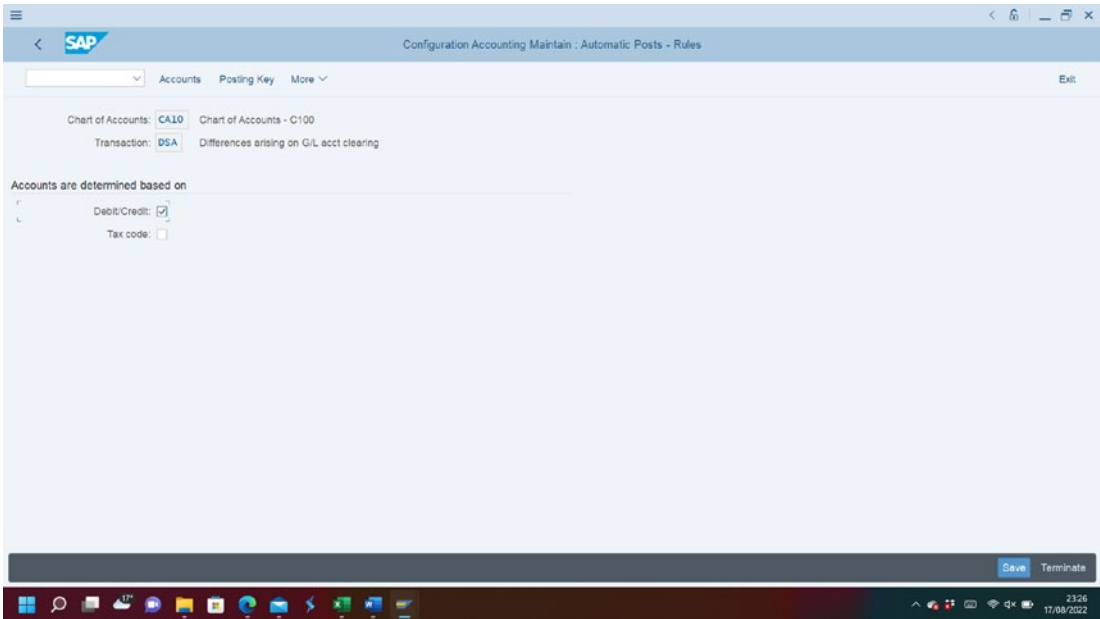 SAP
Configuration Accounting Maintain : Automatic Posts - Rules
Accounts Posting Key More Exit
Chart of Accounts: CA10 Chart of Accounts - C100
Transaction: DSA Differences arising on G/L acct clearing
Accounts are determined based on
Debit/Credit:
Tax code:
Save Terminate
17°
23:26
17/08/2022